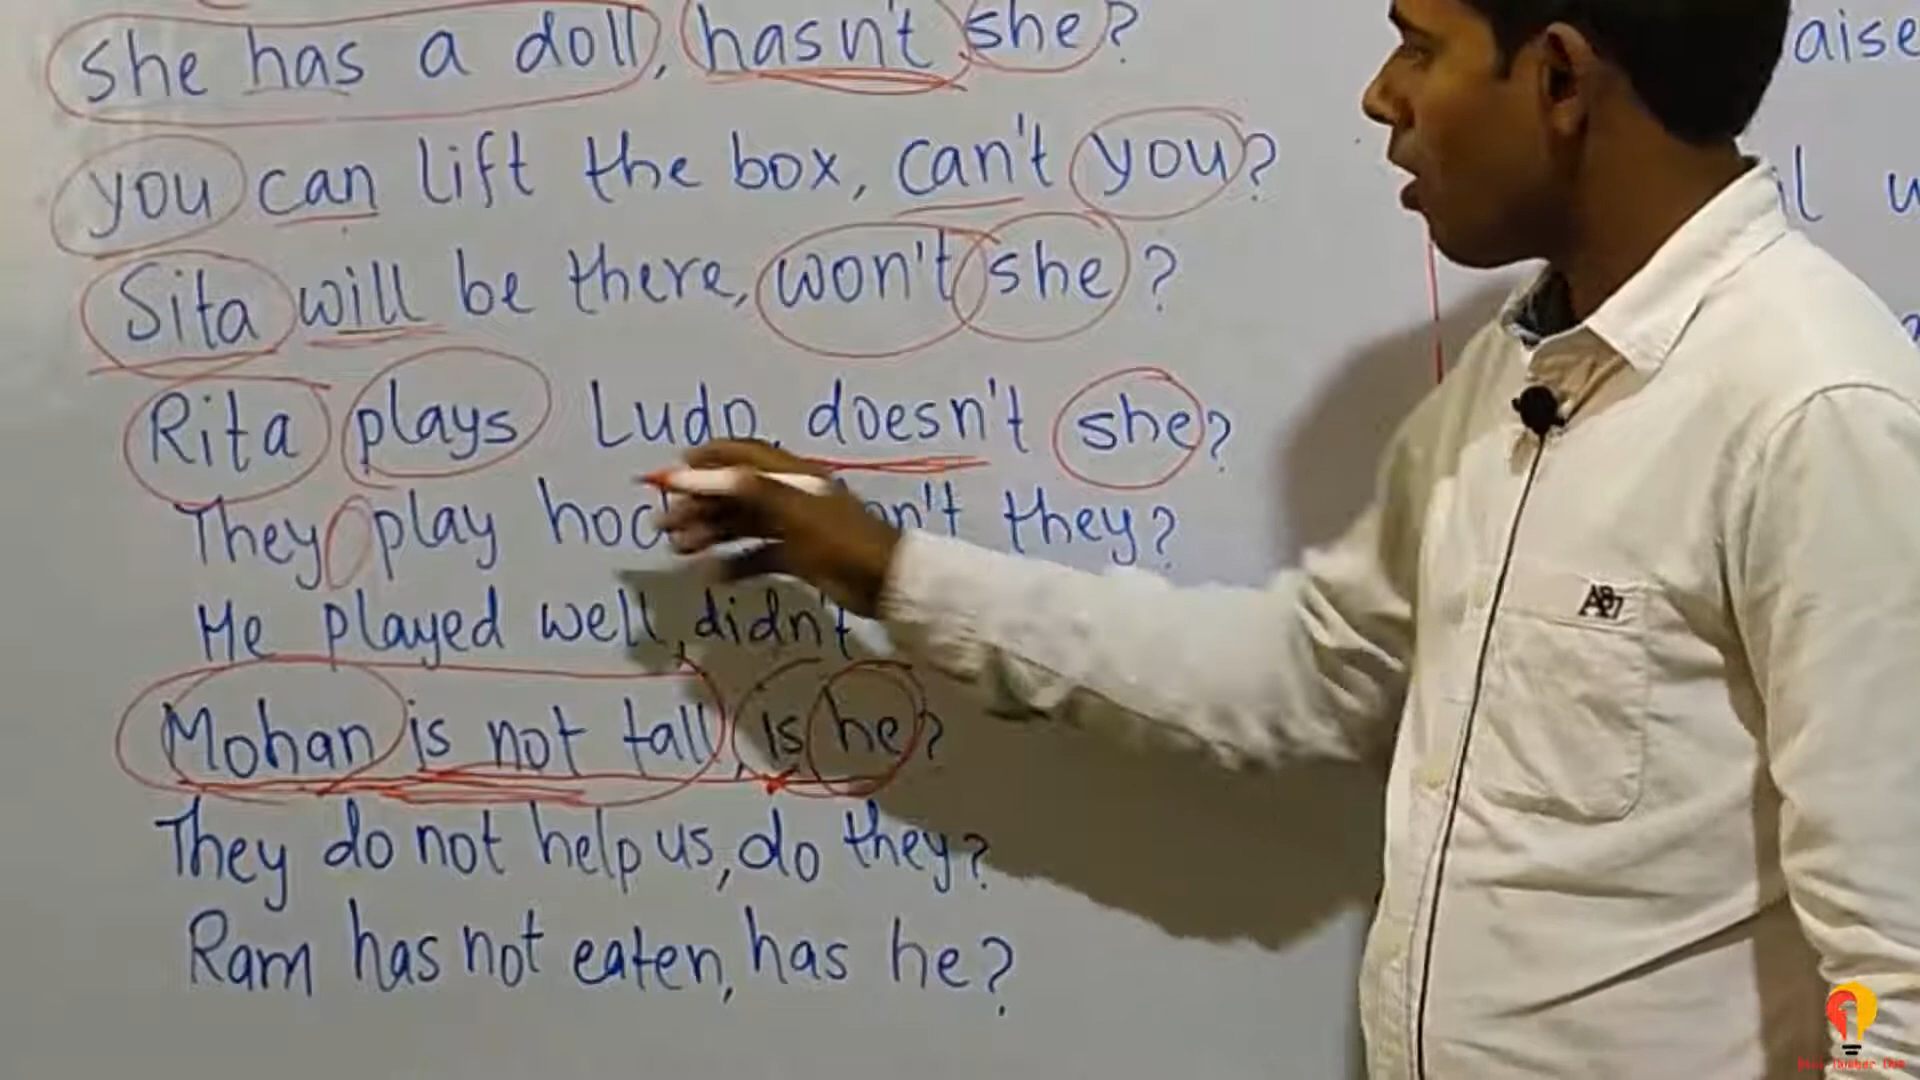 she has a doll, hasn't she?
you can lift the box, can't you?
Sita will be there, won't she?
Rita plays Ludo, doesn't she?
They play they?
He played well, didn't
Mohan is not tall, is he?
They do not help us, do they?
Ram has not eaten, has he?
aise